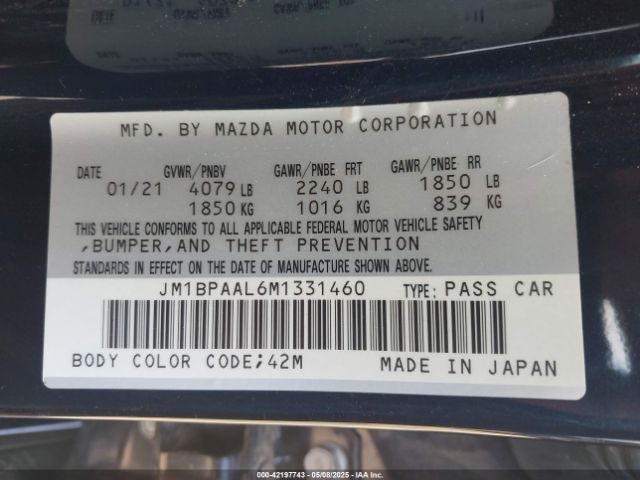 MFD. BY MAZDA MOTOR CORPORATION
DATE GVWR/PNBV GAWR/PNBE FRT GAWR/PNBE RR
01/21 4079 LB 2240 LB 1850 LB
1850 KG 1016 KG 839 KG
THIS VEHICLE CONFORMS TO ALL APPLICABLE FEDERAL MOTOR VEHICLE SAFETY
,BUMPER,AND THEFT PREVENTION
STANDARDS IN EFFECT ON THE DATE OF MANUFACTURE SHOWN ABOVE.
JM1BPAAL6M1331460 TYPE: PASS CAR
BODY COLOR CODE;42M MADE IN JAPAN
000-42197743 - 05/08/2025 - IAA Inc.